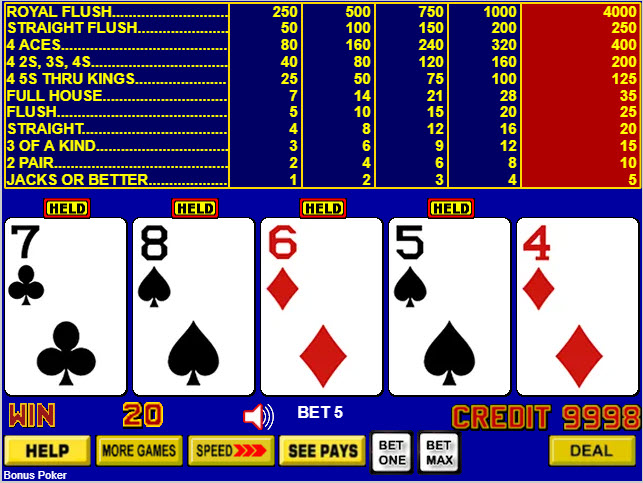 ROYAL FLUSH 250 500 750 1000 4000
STRAIGHT FLUSH 50 100 150 200 250
4 ACES 80 160 240 320 400
4 2S, 3S, 4S 40 80 120 160 200
4 5S THRU KINGS 25 50 75 100 125
FULL HOUSE 7 14 21 28 35
FLUSH 5 10 15 20 25
STRAIGHT 4 8 12 16 20
3 OF A KIND 3 6 9 12 15
2 PAIR 2 4 6 8 10
JACKS OR BETTER 1 2 3 4 5
HELD HELD HELD HELD
7 8 6 5 4
WIN 20 BET 5 CREDIT 9998
HELP MORE GAMES SPEED SEE PAYS BET ONE BET MAX DEAL
Bonus Poker